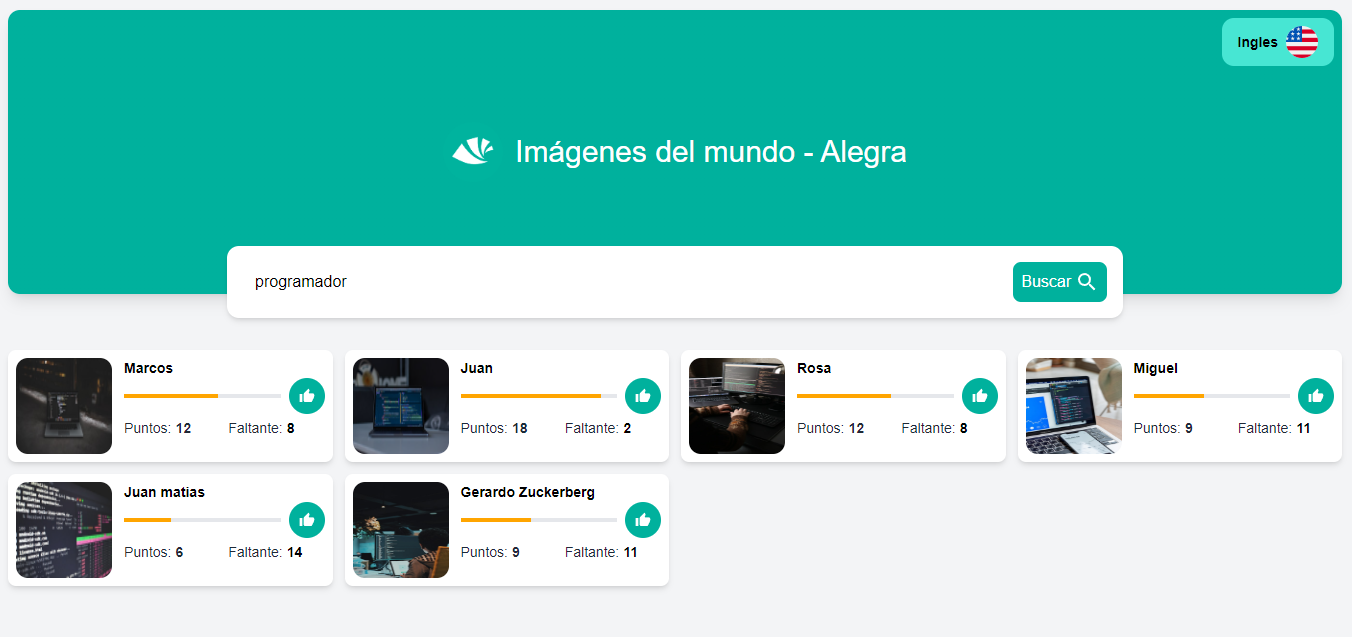 Ingles
Imágenes del mundo - Alegra
programador
Buscar
Marcos
Puntos: 12 Faltante: 8
Juan
Puntos: 18 Faltante: 2
Rosa
Puntos: 12 Faltante: 8
Miguel
Puntos: 9 Faltante: 11
Juan matias
Puntos: 6 Faltante: 14
Gerardo Zuckerberg
Puntos: 9 Faltante: 11